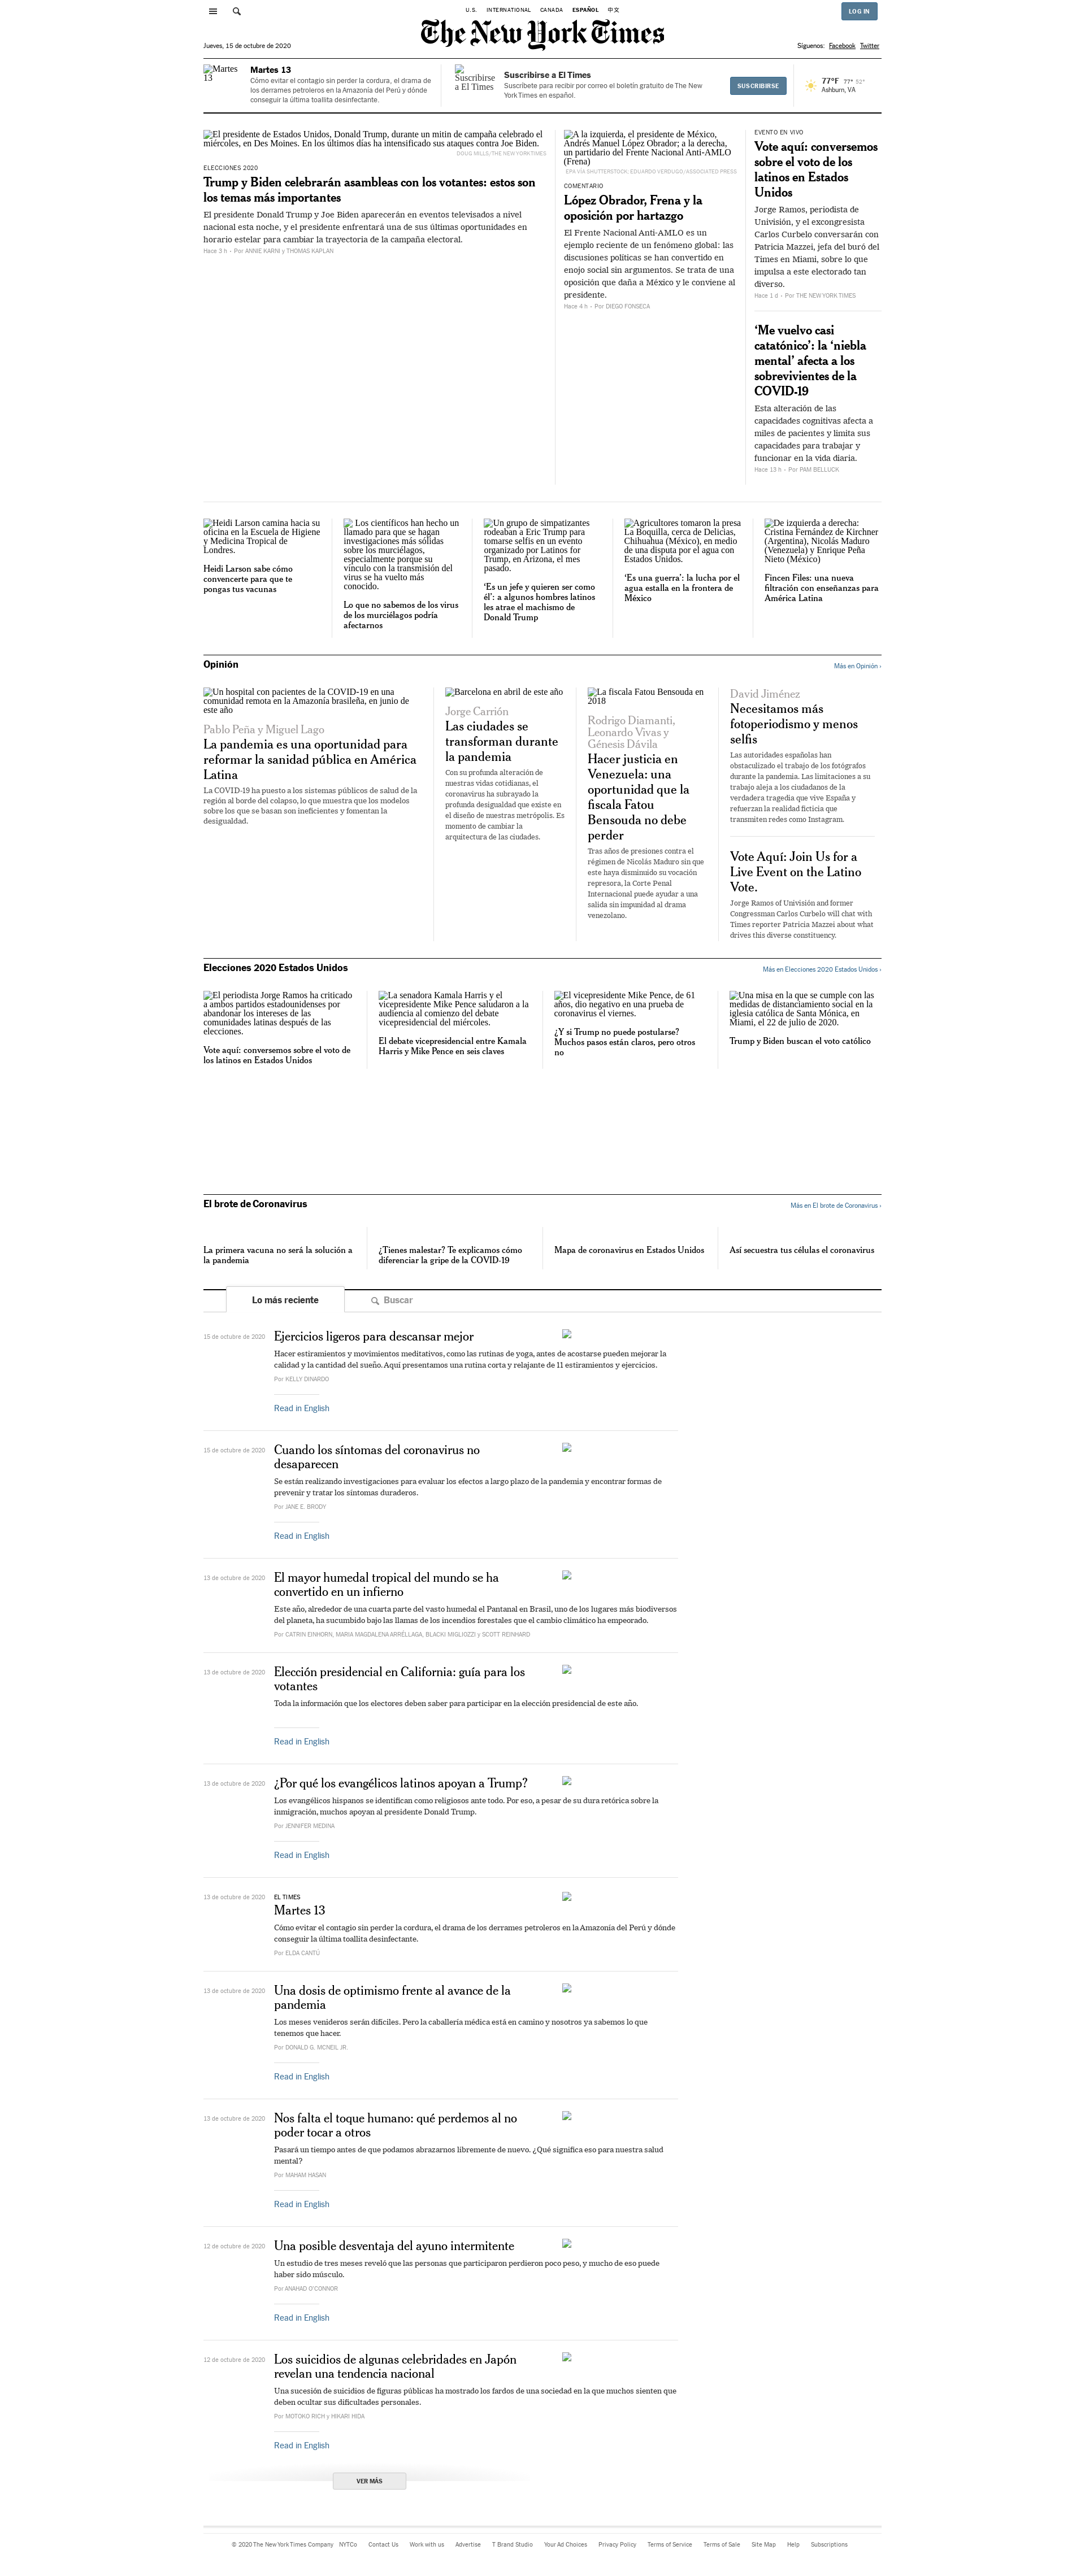 U.S. INTERNATIONAL CANADA ESPAÑOL 中文
LOG IN
The New York Times
Jueves, 15 de octubre de 2020
Síguenos: Facebook Twitter
Martes 13
Martes 13
Cómo evitar el contagio sin perder la cordura, el drama de
los derrames petroleros en la Amazonía del Perú y dónde
conseguir la última toallita desinfectante.
Suscribirse a El Times
Suscribirse a El Times
Suscríbete para recibir por correo el boletín gratuito de The New
York Times en español.
SUSCRIBIRSE
77°F 77° 52°
Ashburn, VA
El presidente de Estados Unidos, Donald Trump, durante un mitin de campaña celebrado el
miércoles, en Des Moines. En los últimos días ha intensificado sus ataques contra Joe Biden.
DOUG MILLS/THE NEW YORK TIMES
ELECCIONES 2020
Trump y Biden celebrarán asambleas con los votantes: estos son
los temas más importantes
El presidente Donald Trump y Joe Biden aparecerán en eventos televisados a nivel
nacional esta noche, y el presidente enfrentará una de sus últimas oportunidades en
horario estelar para cambiar la trayectoria de la campaña electoral.
Hace 3 h • Por ANNIE KARNI y THOMAS KAPLAN
A la izquierda, el presidente de México,
Andrés Manuel López Obrador; a la derecha,
un partidario del Frente Nacional Anti-AMLO
(Frena)
EPA VÍA SHUTTERSTOCK; EDUARDO VERDUGO/ASSOCIATED PRESS
COMENTARIO
López Obrador, Frena y la
oposición por hartazgo
El Frente Nacional Anti-AMLO es un
ejemplo reciente de un fenómeno global: las
discusiones políticas se han convertido en
enojo social sin argumentos. Se trata de una
oposición que daña a México y le conviene al
presidente.
Hace 4 h • Por DIEGO FONSECA
EVENTO EN VIVO
Vote aquí: conversemos
sobre el voto de los
latinos en Estados
Unidos
Jorge Ramos, periodista de
Univisión, y el excongresista
Carlos Curbelo conversarán con
Patricia Mazzei, jefa del buró del
Times en Miami, sobre lo que
impulsa a este electorado tan
diverso.
Hace 1 d • Por THE NEW YORK TIMES
‘Me vuelvo casi
catatónico’: la ‘niebla
mental’ afecta a los
sobrevivientes de la
COVID-19
Esta alteración de las
capacidades cognitivas afecta a
miles de pacientes y limita sus
capacidades para trabajar y
funcionar en la vida diaria.
Hace 13 h • Por PAM BELLUCK
Heidi Larson camina hacia su
oficina en la Escuela de Higiene
y Medicina Tropical de
Londres.
Heidi Larson sabe cómo
convencerte para que te
pongas tus vacunas
Los científicos han hecho un
llamado para que se hagan
investigaciones más sólidas
sobre los murciélagos,
especialmente porque su
vínculo con la transmisión del
virus se ha vuelto más
conocido.
Lo que no sabemos de los virus
de los murciélagos podría
afectarnos
Un grupo de simpatizantes
rodeaban a Eric Trump para
tomarse selfis en un evento
organizado por Latinos for
Trump, en Arizona, el mes
pasado.
‘Es un jefe y quieren ser como
él’: a algunos hombres latinos
les atrae el machismo de
Donald Trump
Agricultores tomaron la presa
La Boquilla, cerca de Delicias,
Chihuahua (México), en medio
de una disputa por el agua con
Estados Unidos.
‘Es una guerra’: la lucha por el
agua estalla en la frontera de
México
De izquierda a derecha:
Cristina Fernández de Kirchner
(Argentina), Nicolás Maduro
(Venezuela) y Enrique Peña
Nieto (México)
Fincen Files: una nueva
filtración con enseñanzas para
América Latina
Opinión
Más en Opinión ›
Un hospital con pacientes de la COVID-19 en una
comunidad remota en la Amazonía brasileña, en junio de
este año
Pablo Peña y Miguel Lago
La pandemia es una oportunidad para
reformar la sanidad pública en América
Latina
La COVID-19 ha puesto a los sistemas públicos de salud de la
región al borde del colapso, lo que muestra que los modelos
sobre los que se basan son ineficientes y fomentan la
desigualdad.
Barcelona en abril de este año
Jorge Carrión
Las ciudades se
transforman durante
la pandemia
Con su profunda alteración de
nuestras vidas cotidianas, el
coronavirus ha subrayado la
profunda desigualdad que existe en
el diseño de nuestras metrópolis. Es
momento de cambiar la
arquitectura de las ciudades.
La fiscala Fatou Bensouda en
2018
Rodrigo Diamanti,
Leonardo Vivas y
Génesis Dávila
Hacer justicia en
Venezuela: una
oportunidad que la
fiscala Fatou
Bensouda no debe
perder
Tras años de presiones contra el
régimen de Nicolás Maduro sin que
este haya disminuido su vocación
represora, la Corte Penal
Internacional puede ayudar a una
salida sin impunidad al drama
venezolano.
David Jiménez
Necesitamos más
fotoperiodismo y menos
selfis
Las autoridades españolas han
obstaculizado el trabajo de los fotógrafos
durante la pandemia. Las limitaciones a su
trabajo aleja a los ciudadanos de la
verdadera tragedia que vive España y
refuerzan la realidad ficticia que
transmiten redes como Instagram.
Vote Aquí: Join Us for a
Live Event on the Latino
Vote.
Jorge Ramos of Univisión and former
Congressman Carlos Curbelo will chat with
Times reporter Patricia Mazzei about what
drives this diverse constituency.
Elecciones 2020 Estados Unidos
Más en Elecciones 2020 Estados Unidos ›
El periodista Jorge Ramos ha criticado
a ambos partidos estadounidenses por
abandonar los intereses de las
comunidades latinas después de las
elecciones.
Vote aquí: conversemos sobre el voto de
los latinos en Estados Unidos
La senadora Kamala Harris y el
vicepresidente Mike Pence saludaron a la
audiencia al comienzo del debate
vicepresidencial del miércoles.
El debate vicepresidencial entre Kamala
Harris y Mike Pence en seis claves
El vicepresidente Mike Pence, de 61
años, dio negativo en una prueba de
coronavirus el viernes.
¿Y si Trump no puede postularse?
Muchos pasos están claros, pero otros
no
Una misa en la que se cumple con las
medidas de distanciamiento social en la
iglesia católica de Santa Mónica, en
Miami, el 22 de julio de 2020.
Trump y Biden buscan el voto católico
El brote de Coronavirus
Más en El brote de Coronavirus ›
La primera vacuna no será la solución a
la pandemia
¿Tienes malestar? Te explicamos cómo
diferenciar la gripe de la COVID-19
Mapa de coronavirus en Estados Unidos
Así secuestra tus células el coronavirus
Lo más reciente
Buscar
15 de octubre de 2020
Ejercicios ligeros para descansar mejor
Hacer estiramientos y movimientos meditativos, como las rutinas de yoga, antes de acostarse pueden mejorar la
calidad y la cantidad del sueño. Aquí presentamos una rutina corta y relajante de 11 estiramientos y ejercicios.
Por KELLY DINARDO
Read in English
15 de octubre de 2020
Cuando los síntomas del coronavirus no
desaparecen
Se están realizando investigaciones para evaluar los efectos a largo plazo de la pandemia y encontrar formas de
prevenir y tratar los síntomas duraderos.
Por JANE E. BRODY
Read in English
13 de octubre de 2020
El mayor humedal tropical del mundo se ha
convertido en un infierno
Este año, alrededor de una cuarta parte del vasto humedal el Pantanal en Brasil, uno de los lugares más biodiversos
del planeta, ha sucumbido bajo las llamas de los incendios forestales que el cambio climático ha empeorado.
Por CATRIN EINHORN, MARIA MAGDALENA ARRÉLLAGA, BLACKI MIGLIOZZI y SCOTT REINHARD
13 de octubre de 2020
Elección presidencial en California: guía para los
votantes
Toda la información que los electores deben saber para participar en la elección presidencial de este año.
Read in English
13 de octubre de 2020
¿Por qué los evangélicos latinos apoyan a Trump?
Los evangélicos hispanos se identifican como religiosos ante todo. Por eso, a pesar de su dura retórica sobre la
inmigración, muchos apoyan al presidente Donald Trump.
Por JENNIFER MEDINA
Read in English
13 de octubre de 2020
EL TIMES
Martes 13
Cómo evitar el contagio sin perder la cordura, el drama de los derrames petroleros en la Amazonía del Perú y dónde
conseguir la última toallita desinfectante.
Por ELDA CANTÚ
13 de octubre de 2020
Una dosis de optimismo frente al avance de la
pandemia
Los meses venideros serán difíciles. Pero la caballería médica está en camino y nosotros ya sabemos lo que
tenemos que hacer.
Por DONALD G. MCNEIL JR.
Read in English
13 de octubre de 2020
Nos falta el toque humano: qué perdemos al no
poder tocar a otros
Pasará un tiempo antes de que podamos abrazarnos libremente de nuevo. ¿Qué significa eso para nuestra salud
mental?
Por MAHAM HASAN
Read in English
12 de octubre de 2020
Una posible desventaja del ayuno intermitente
Un estudio de tres meses reveló que las personas que participaron perdieron poco peso, y mucho de eso puede
haber sido músculo.
Por ANAHAD O'CONNOR
Read in English
12 de octubre de 2020
Los suicidios de algunas celebridades en Japón
revelan una tendencia nacional
Una sucesión de suicidios de figuras públicas ha mostrado los fardos de una sociedad en la que muchos sienten que
deben ocultar sus dificultades personales.
Por MOTOKO RICH y HIKARI HIDA
Read in English
VER MÁS
© 2020 The New York Times Company NYTCo Contact Us Work with us Advertise T Brand Studio Your Ad Choices Privacy Policy Terms of Service Terms of Sale Site Map Help Subscriptions